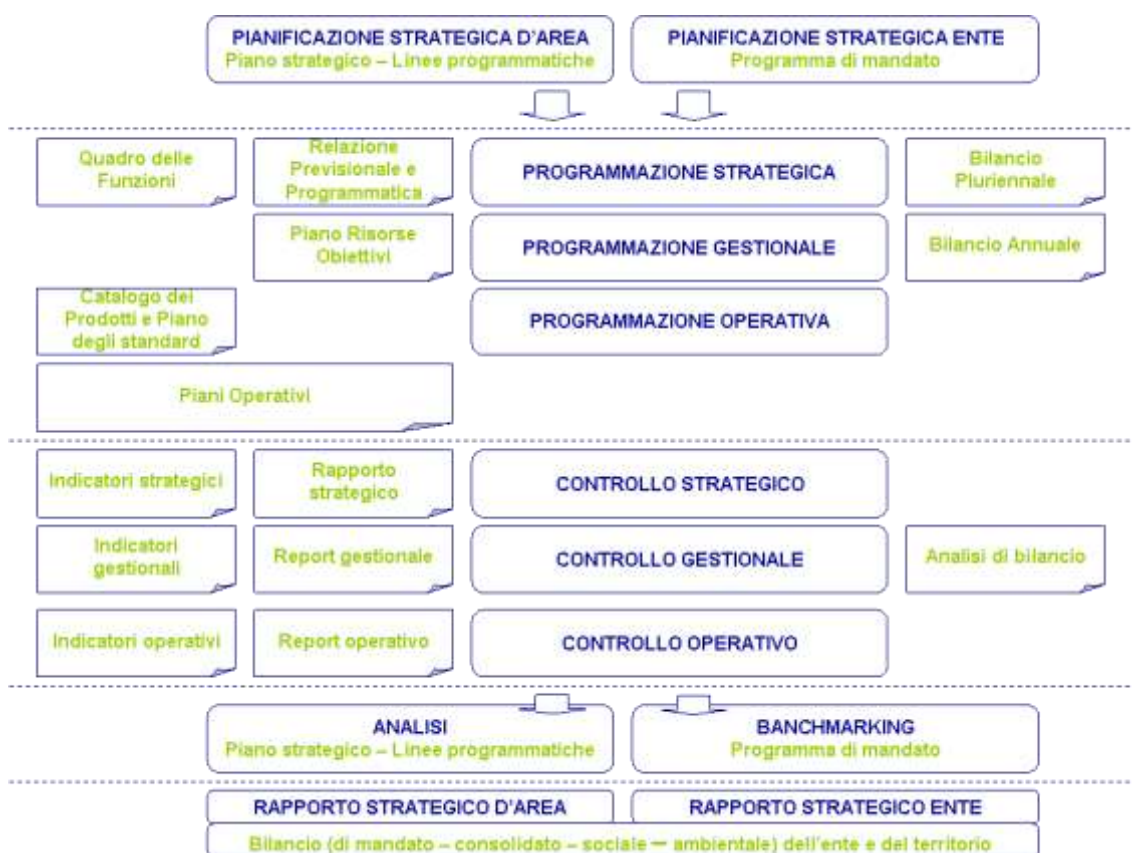 PIANIFICAZIONE STRATEGICA D'AREA
Piano strategico – Linee programmatiche
PIANIFICAZIONE STRATEGICA ENTE
Programma di mandato
Quadro delle
Funzioni
Relazione
Previsionale e
Programmatica
PROGRAMMAZIONE STRATEGICA
Bilancio
Pluriennale
Piano Risorse
Obiettivi
PROGRAMMAZIONE GESTIONALE
Bilancio Annuale
Catalogo dei
Prodotti e Piano
degli standard
PROGRAMMAZIONE OPERATIVA
Piani Operativi
Indicatori strategici
Rapporto
strategico
CONTROLLO STRATEGICO
Indicatori
gestionali
Report gestionale
CONTROLLO GESTIONALE
Analisi di bilancio
Indicatori operativi
Report operativo
CONTROLLO OPERATIVO
ANALISI
Piano strategico – Linee programmatiche
BANCHMARKING
Programma di mandato
RAPPORTO STRATEGICO D'AREA
RAPPORTO STRATEGICO ENTE
Bilancio (di mandato – consolidato – sociale – ambientale) dell'ente e del territorio